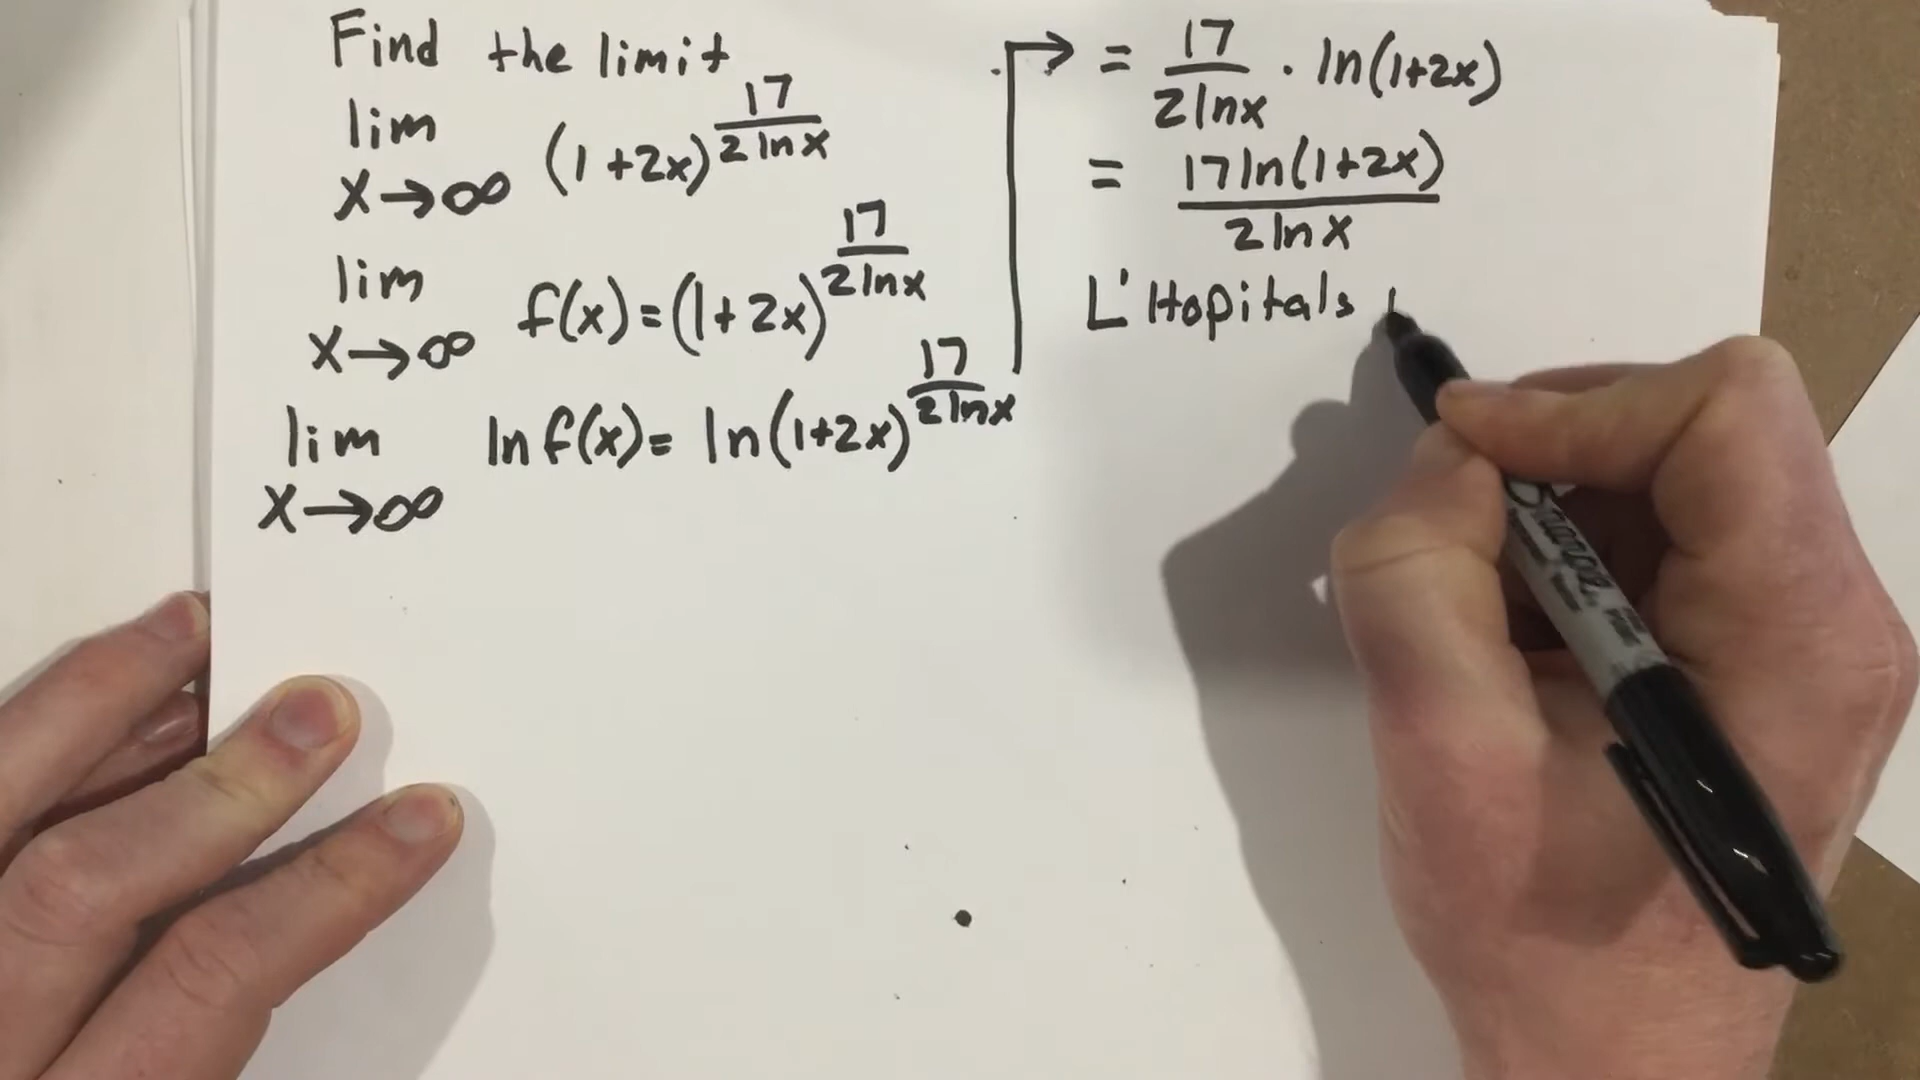 Find the limit
lim x→∞ (1+2x)^(17/(2lnx))
lim x→∞ f(x)=(1+2x)^(17/(2lnx))
lim x→∞ ln f(x)= ln(1+2x)^(17/(2lnx))
= 17/(2lnx) · ln(1+2x)
= 17ln(1+2x)/(2lnx)
L'Hopitals
Sharpie